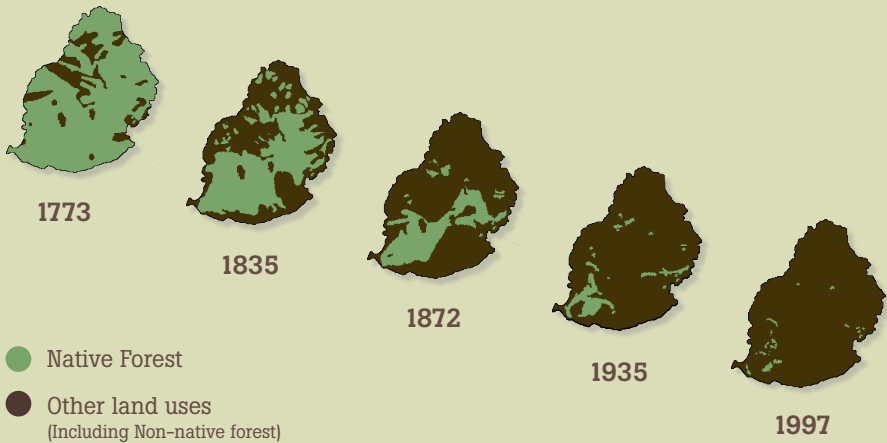 1773
1835
1872
1935
1997
Native Forest
Other land uses
(Including Non-native forest)